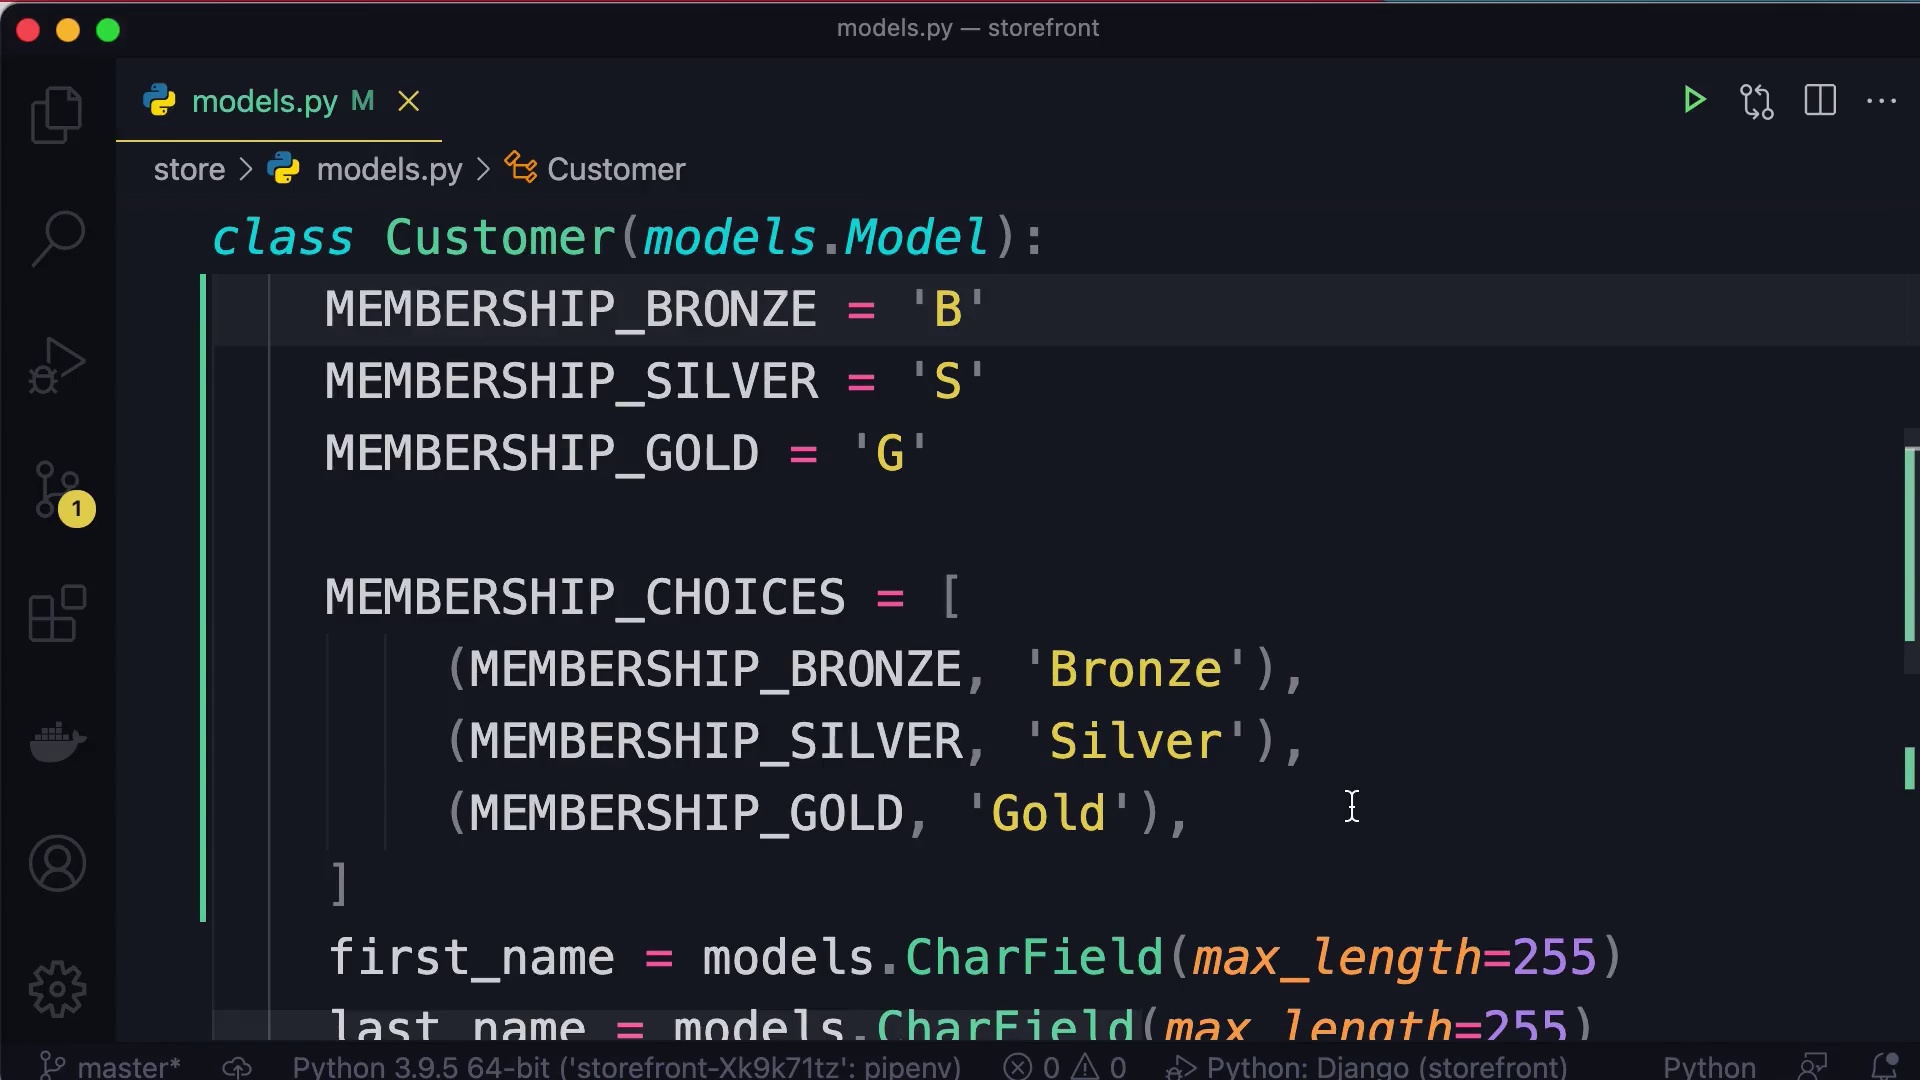 models.py — storefront
models.py M
store > models.py > Customer
class Customer(models.Model):
MEMBERSHIP_BRONZE = 'B'
MEMBERSHIP_SILVER = 'S'
MEMBERSHIP_GOLD = 'G'
MEMBERSHIP_CHOICES = [
(MEMBERSHIP_BRONZE, 'Bronze'),
(MEMBERSHIP_SILVER, 'Silver'),
(MEMBERSHIP_GOLD, 'Gold'),
]
first_name = models.CharField(max_length=255)
last_name = models.CharField(max_length=255)
1
master* Python 3.9.5 64-bit ('storefront-Xk9k71tz': pipenv) 0 0 Python: Django (storefront) Python